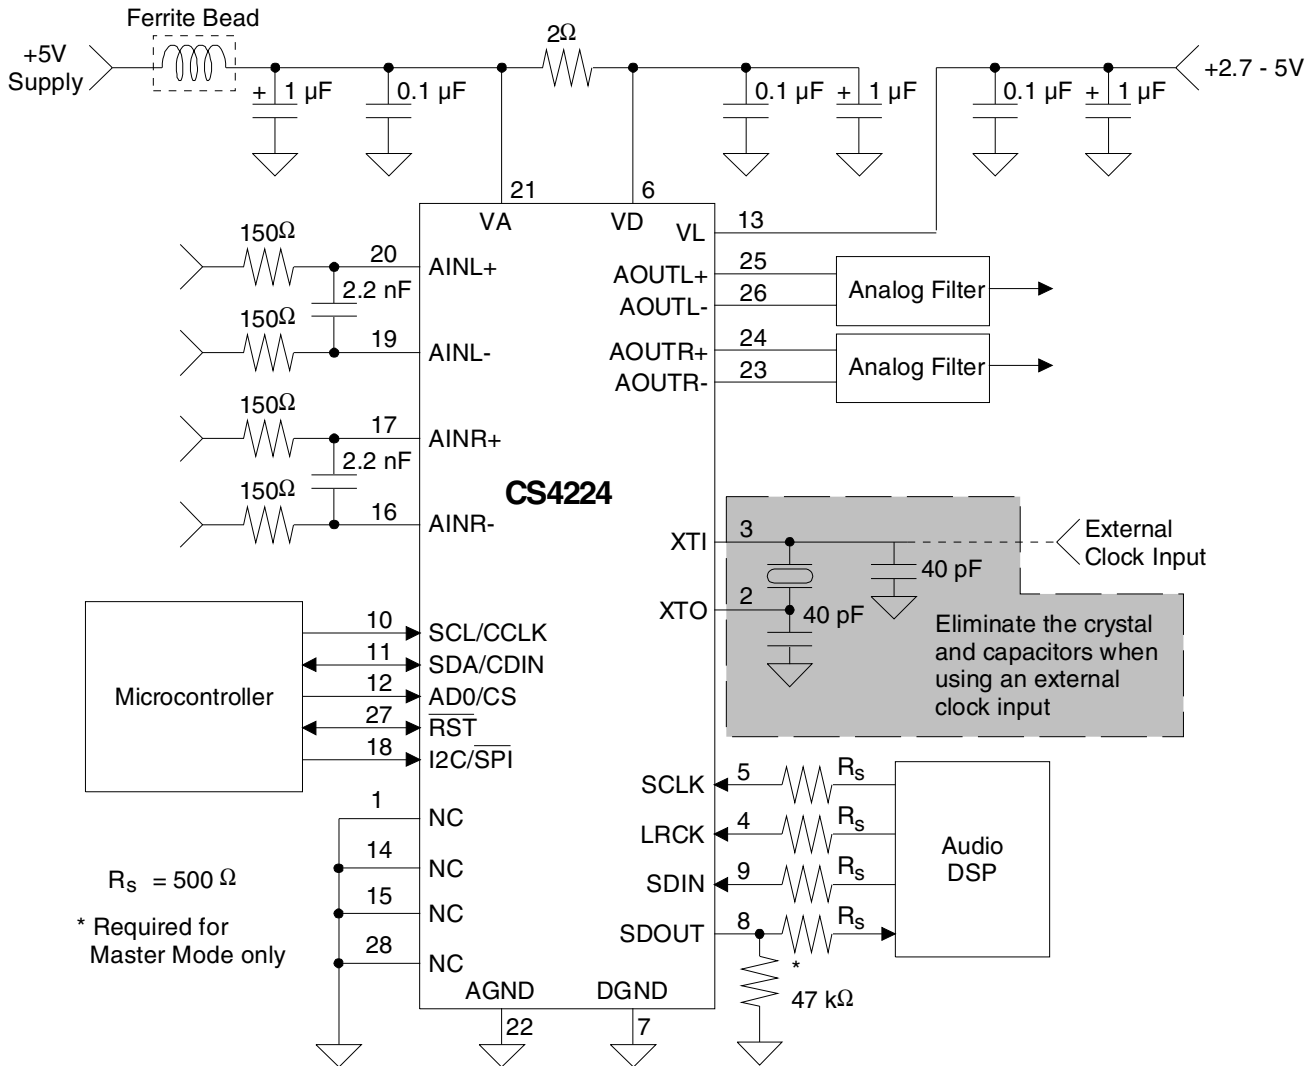 Ferrite Bead
+5V
Supply
+ 1 µF
0.1 µF
2Ω
0.1 µF
+ 1 µF
0.1 µF
+ 1 µF
+2.7 - 5V
21
6
VA
VD
13
VL
150Ω
20
AINL+
2.2 nF
150Ω
19
AINL-
150Ω
17
AINR+
2.2 nF
150Ω
16
AINR-
25
AOUTL+
26
AOUTL-
Analog Filter
24
AOUTR+
23
AOUTR-
Analog Filter
CS4224
3
XTI
External
Clock Input
40 pF
2
XTO
40 pF
Eliminate the crystal
and capacitors when
using an external
clock input
Microcontroller
10
SCL/CCLK
11
SDA/CDIN
12
AD0/CS
27
RST
18
I2C/SPI
1
NC
14
NC
15
NC
28
NC
SCLK
5
Rs
LRCK
4
Rs
SDIN
9
Rs
SDOUT
8
Rs
Audio
DSP
*
47 kΩ
Rs = 500 Ω
* Required for
Master Mode only
AGND
DGND
22
7